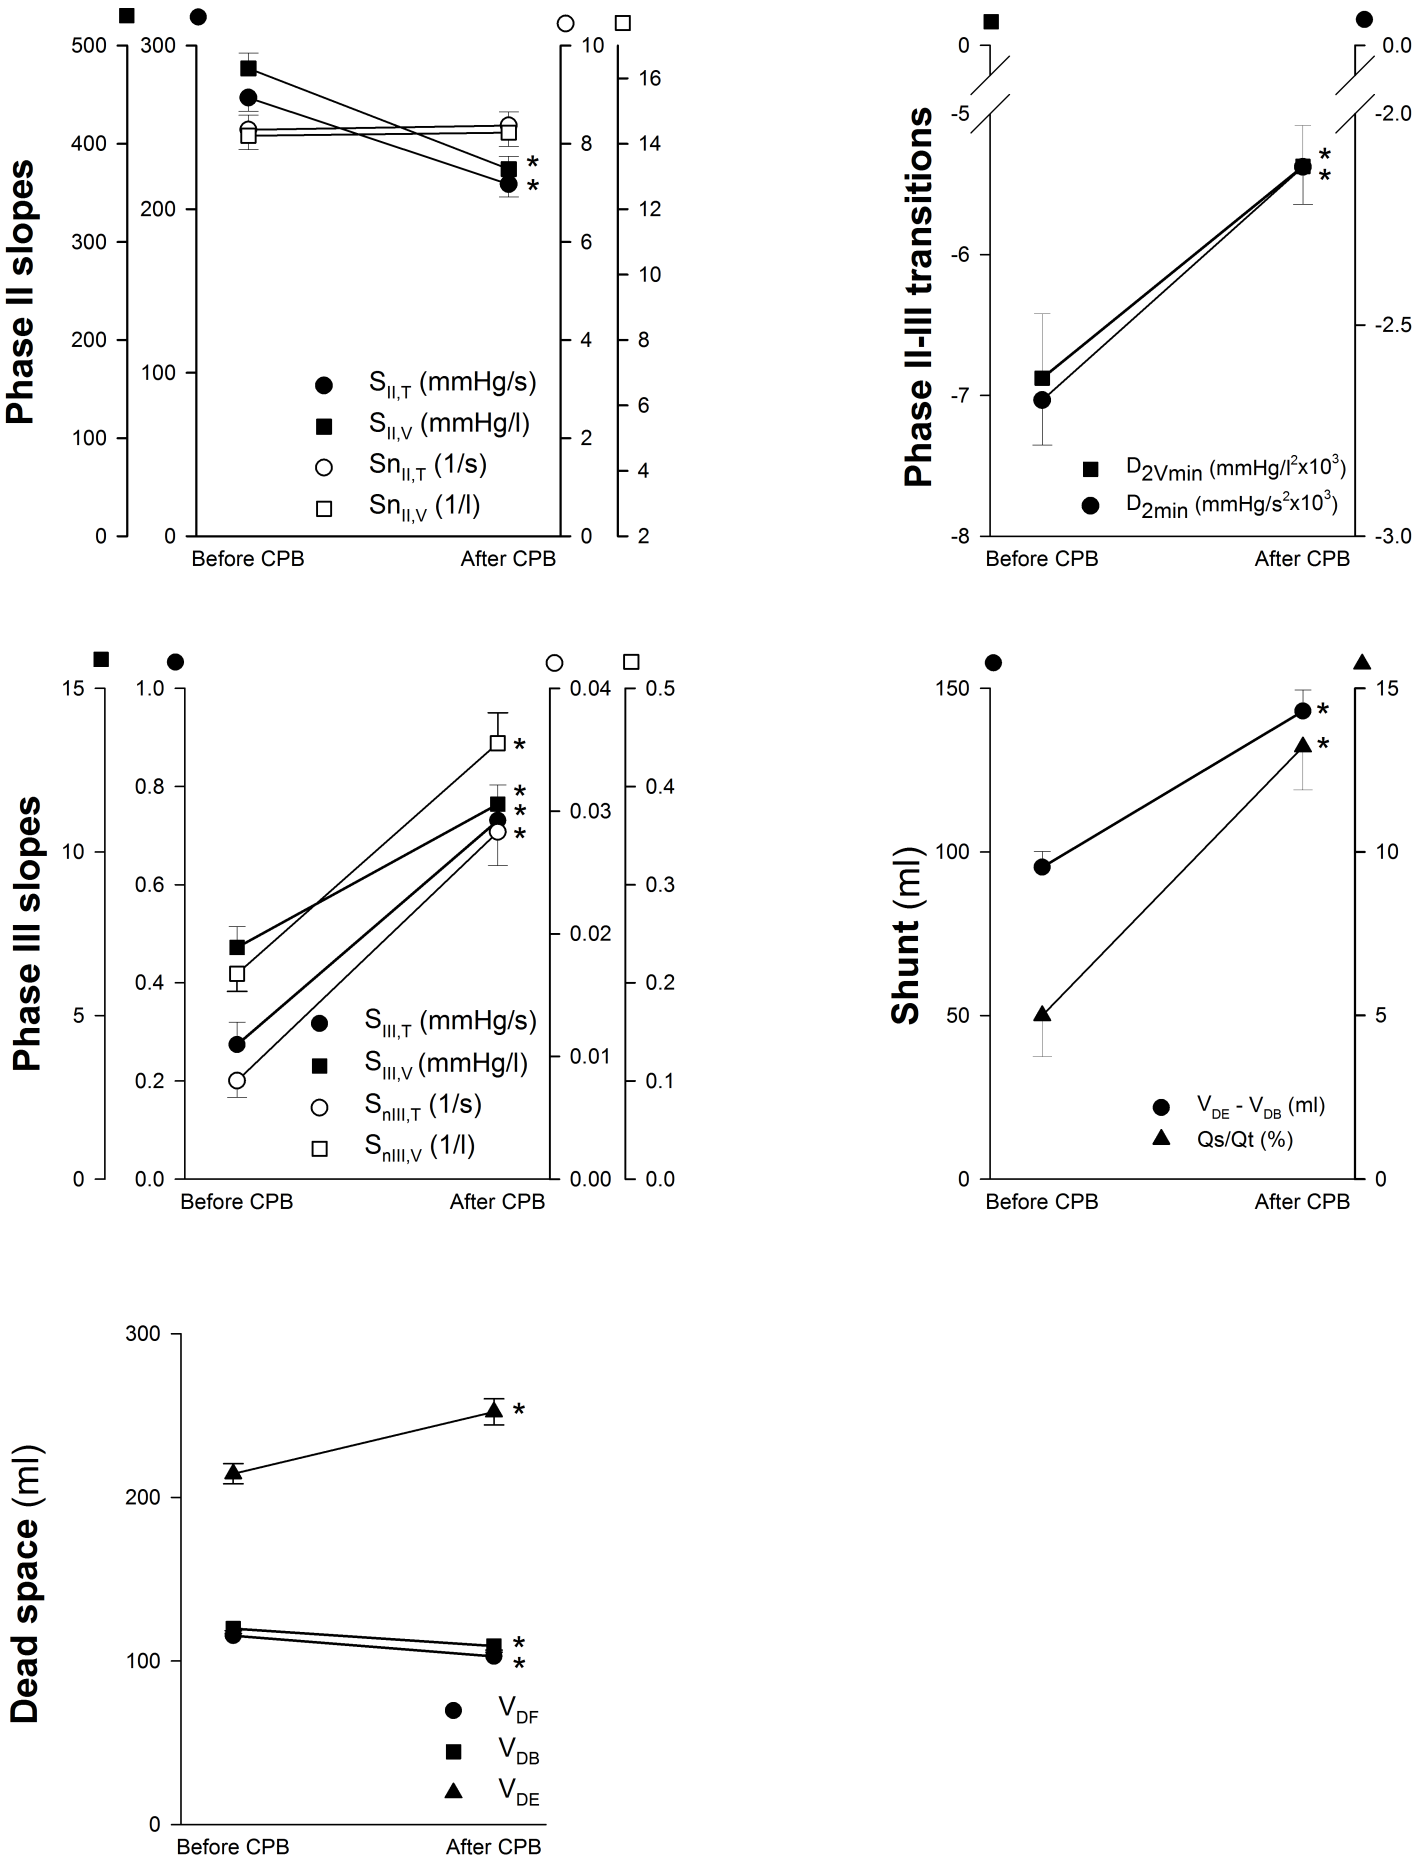 500
400
300
200
100
0
300
200
100
0
10
8
6
4
2
0
16
14
12
10
8
6
4
2
Phase II slopes
S_II,T (mmHg/s)
S_II,V (mmHg/l)
Sn_II,T (1/s)
Sn_II,V (1/l)
*
*
Before CPB
After CPB
0
-5
-6
-7
-8
0.0
-2.0
-2.5
-3.0
Phase II-III transitions
*
*
D_2Vmin (mmHg/l²x10³)
D_2min (mmHg/s²x10³)
Before CPB
After CPB
15
10
5
0
1.0
0.8
0.6
0.4
0.2
0.0
0.04
0.03
0.02
0.01
0.00
0.5
0.4
0.3
0.2
0.1
0.0
Phase III slopes
*
*
*
*
S_III,T (mmHg/s)
S_III,V (mmHg/l)
S_nIII,T (1/s)
S_nIII,V (1/l)
Before CPB
After CPB
150
100
50
0
15
10
5
0
Shunt (ml)
*
*
V_DE - V_DB (ml)
Qs/Qt (%)
Before CPB
After CPB
300
200
100
0
Dead space (ml)
*
*
*
V_DF
V_DB
V_DE
Before CPB
After CPB